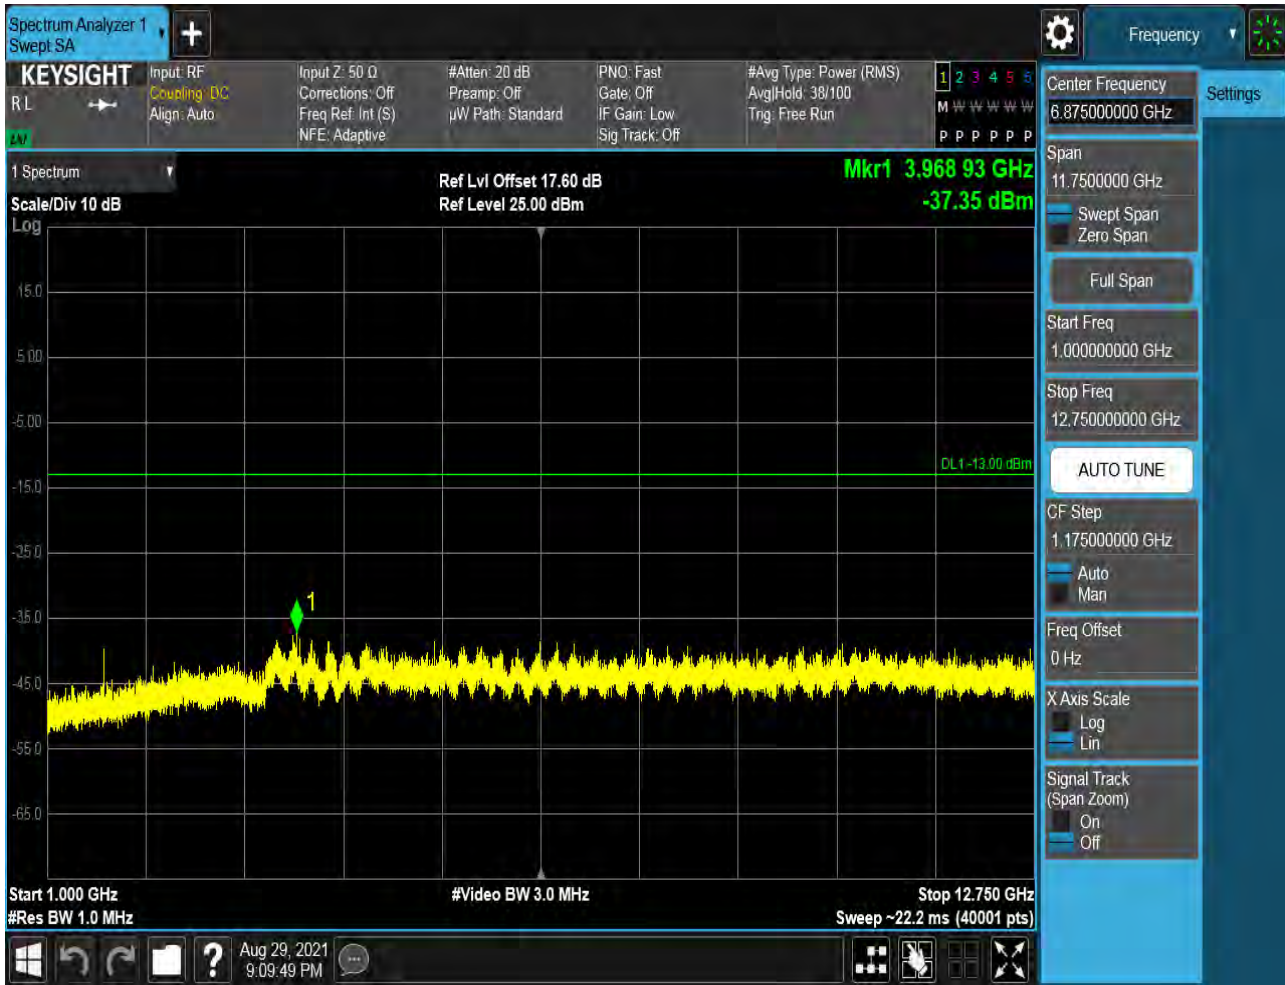 Spectrum Analyzer 1
Swept SA
Frequency
KEYSIGHT
R L
Input: RF
Coupling: DC
Align: Auto
Input Z: 50 Ω
Corrections: Off
Freq Ref: Int (S)
NFE: Adaptive
#Atten: 20 dB
Preamp: Off
µW Path: Standard
PNO: Fast
Gate: Off
IF Gain: Low
Sig Track: Off
#Avg Type: Power (RMS)
Avg|Hold: 38/100
Trig: Free Run
1 2 3 4 5 6
M W W W W W
P P P P P P
1 Spectrum
Scale/Div 10 dB
Log
Ref Lvl Offset 17.60 dB
Ref Level 25.00 dBm
Mkr1 3.968 93 GHz
-37.35 dBm
15.0
5.00
-5.00
DL1 -13.00 dBm
-15.0
-25.0
1
-35.0
-45.0
-55.0
-65.0
Start 1.000 GHz
#Video BW 3.0 MHz
Stop 12.750 GHz
#Res BW 1.0 MHz
Sweep ~22.2 ms (40001 pts)
Center Frequency
6.875000000 GHz
Settings
Span
11.7500000 GHz
Swept Span
Zero Span
Full Span
Start Freq
1.000000000 GHz
Stop Freq
12.750000000 GHz
AUTO TUNE
CF Step
1.175000000 GHz
Auto
Man
Freq Offset
0 Hz
X Axis Scale
Log
Lin
Signal Track
(Span Zoom)
On
Off
?
Aug 29, 2021
9:09:49 PM